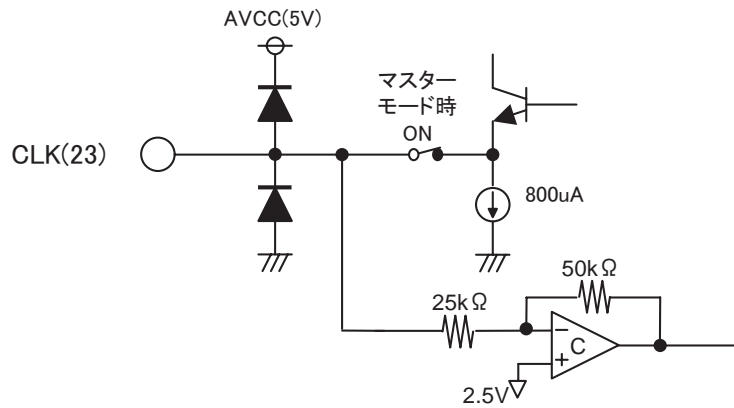 AVCC(5V)
マスター
モード時
ON
CLK(23)
800uA
50kΩ
25kΩ
−
C
+
2.5V